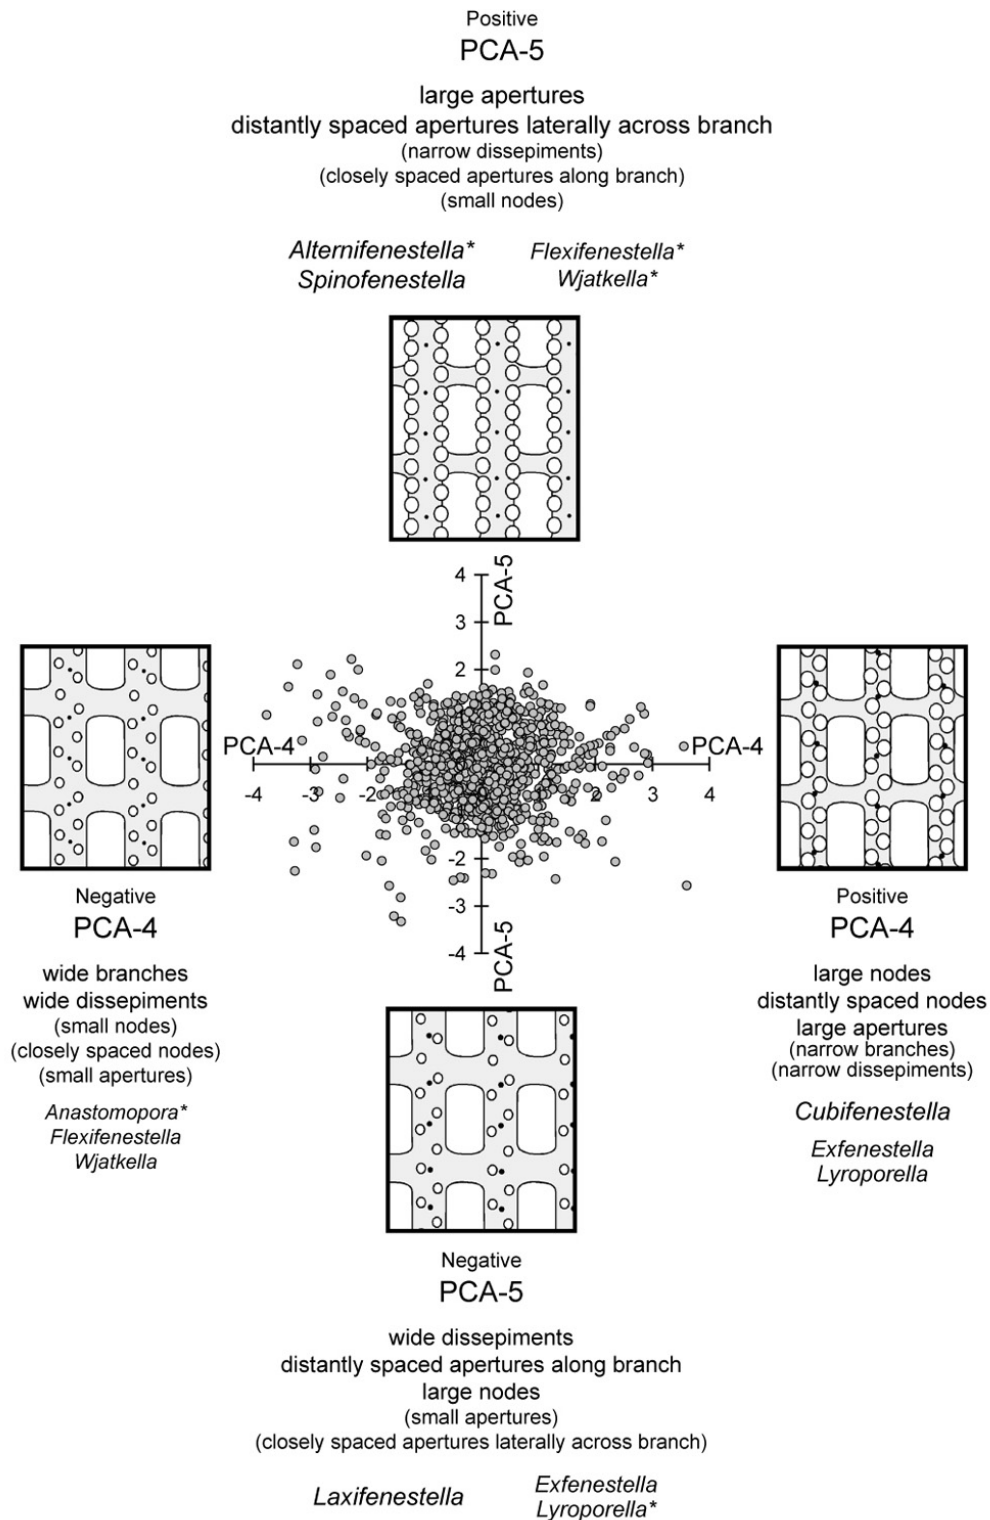 Positive
PCA-5
large apertures
distantly spaced apertures laterally across branch
(narrow dissepiments)
(closely spaced apertures along branch)
(small nodes)
Alternifenestella*
Spinofenestella
Flexifenestella*
Wjatkella*
4
3
2
PCA-5
PCA-4
-4
-3
-2
2
3
4
PCA-4
-2
-3
-4
PCA-5
Negative
PCA-4
wide branches
wide dissepiments
(small nodes)
(closely spaced nodes)
(small apertures)
Anastomopora*
Flexifenestella
Wjatkella
Positive
PCA-4
large nodes
distantly spaced nodes
large apertures
(narrow branches)
(narrow dissepiments)
Cubifenestella
Exfenestella
Lyroporella
Negative
PCA-5
wide dissepiments
distantly spaced apertures along branch
large nodes
(small apertures)
(closely spaced apertures laterally across branch)
Laxifenestella
Exfenestella
Lyroporella*